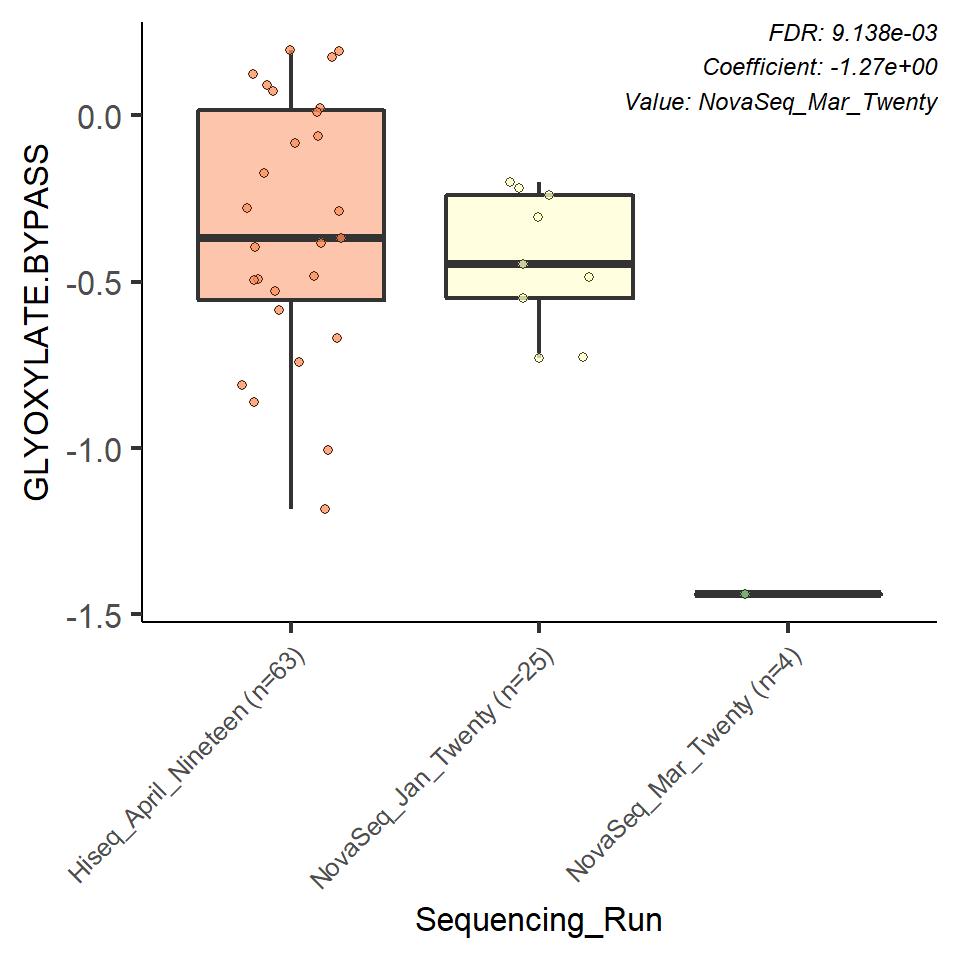 FDR: 9.138e-03
Coefficient: -1.27e+00
Value: NovaSeq_Mar_Twenty
GLYOXYLATE.BYPASS
0.0
-0.5
-1.0
-1.5
Hiseq_April_Nineteen (n=63)
NovaSeq_Jan_Twenty (n=25)
NovaSeq_Mar_Twenty (n=4)
Sequencing_Run